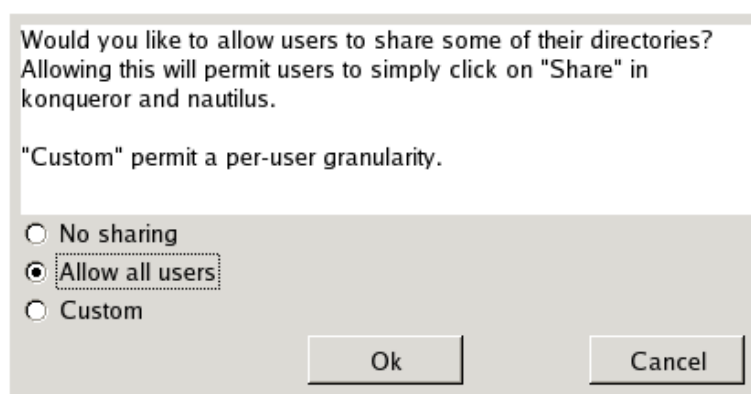 Would you like to allow users to share some of their directories?
Allowing this will permit users to simply click on "Share" in
konqueror and nautilus.
"Custom" permit a per-user granularity.
No sharing
Allow all users
Custom
Ok Cancel